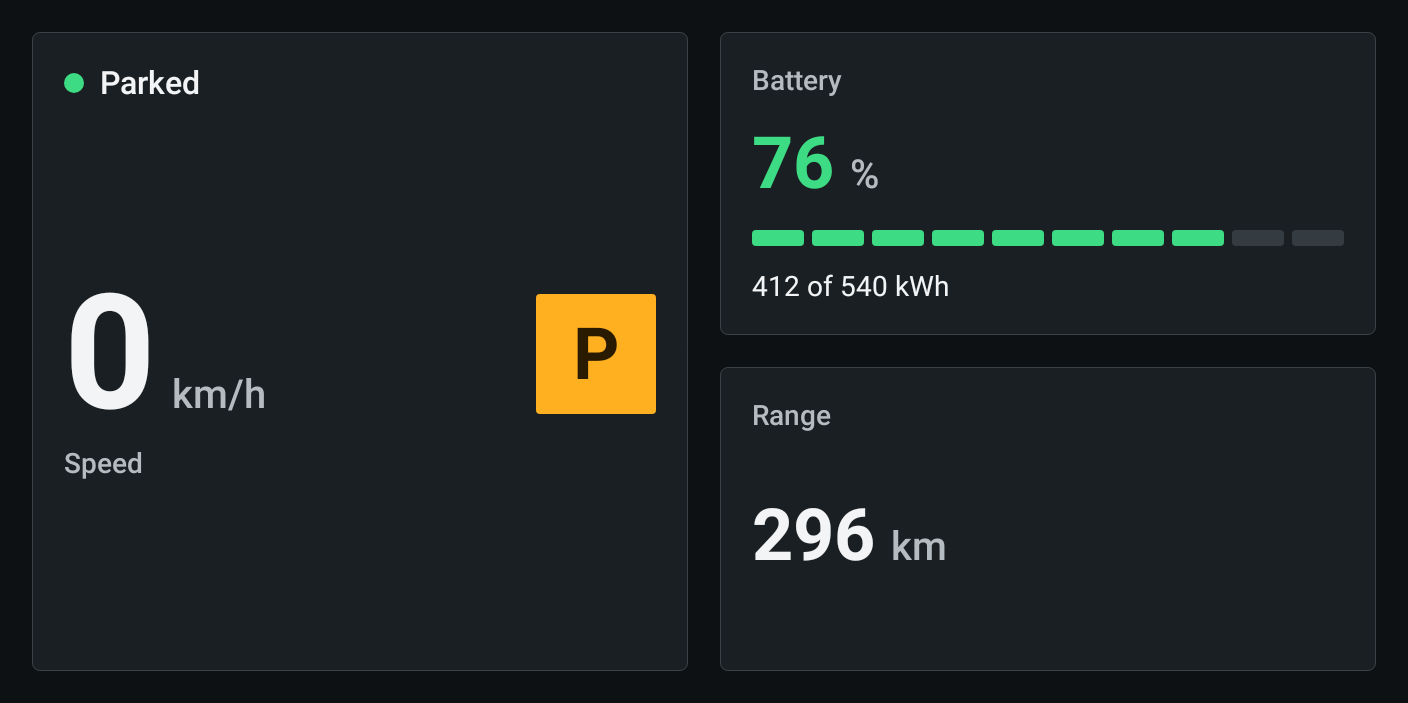 Parked
0 km/h
P
Speed
Battery
76 %
412 of 540 kWh
Range
296 km